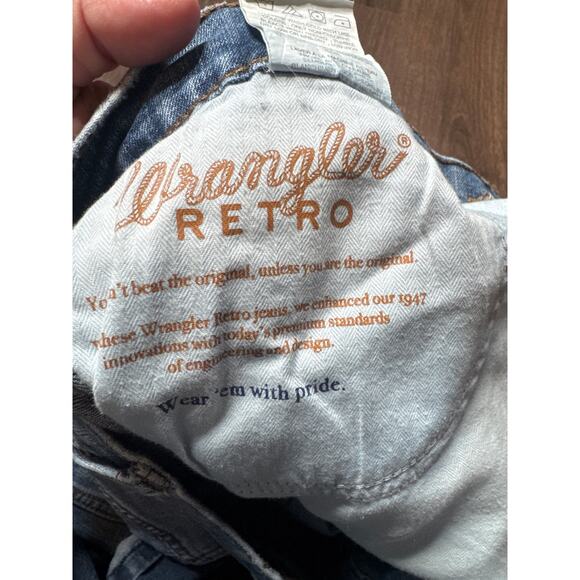 Wrangler®
RETRO
You 't beat the original, unless you are the original.
these Wrangler Retro jeans, we enhanced our 1947
innovations with today's premium standards
of engineering and design.
Wear 'em with pride.